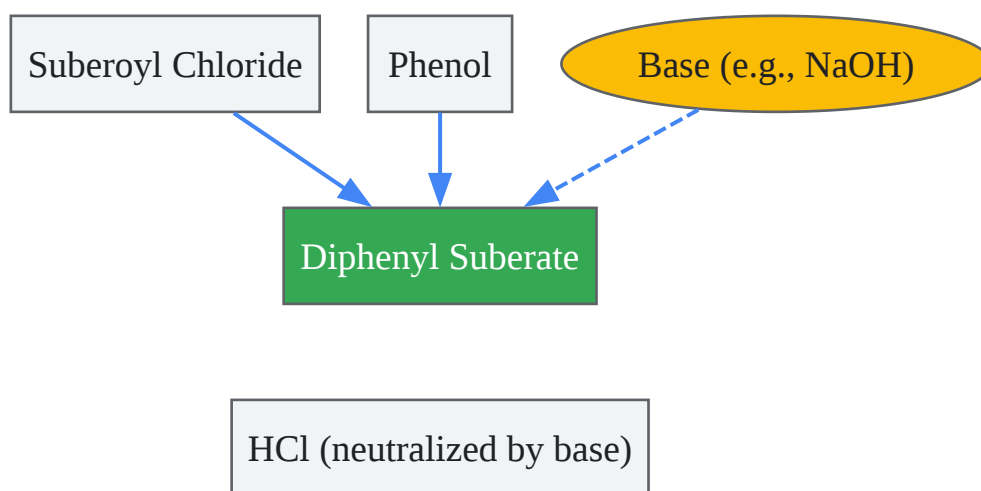 Suberoyl Chloride
Phenol
Base (e.g., NaOH)
Diphenyl Suberate
HCl (neutralized by base)